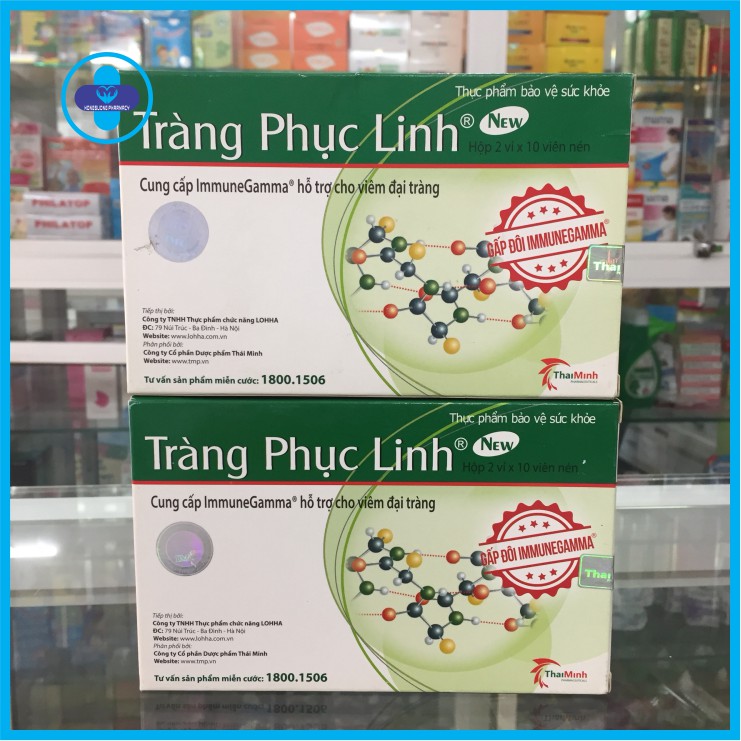 HONGDUONG PHARMACY
Thực phẩm bảo vệ sức khỏe
Tràng Phục Linh® NEW
Hộp 2 vỉ x 10 viên nén
Cung cấp ImmuneGamma® hỗ trợ cho viêm đại tràng
GẤP ĐÔI IMMUNEGAMMA®
Thai
Tiếp thị bởi:
Công ty TNHH Thực phẩm chức năng LOHHA
ĐC: 79 Núi Trúc - Ba Đình - Hà Nội
Website: www.lohha.com.vn
Phân phối bởi:
Công ty Cổ phần Dược phẩm Thái Minh
Website: www.tmp.vn
Tư vấn sản phẩm miễn cước: 1800.1506
ThaiMinh
PHARMACEUTICALS
PHILATOP
PHILATOP
Thực phẩm bảo vệ sức khỏe
Tràng Phục Linh® NEW
Hộp 2 vỉ x 10 viên nén
Cung cấp ImmuneGamma® hỗ trợ cho viêm đại tràng
GẤP ĐÔI IMMUNEGAMMA®
Thai
Tiếp thị bởi:
Công ty TNHH Thực phẩm chức năng LOHHA
ĐC: 79 Núi Trúc - Ba Đình - Hà Nội
Website: www.lohha.com.vn
Phân phối bởi:
Công ty Cổ phần Dược phẩm Thái Minh
Website: www.tmp.vn
Tư vấn sản phẩm miễn cước: 1800.1506
ThaiMinh
PHARMACEUTICALS